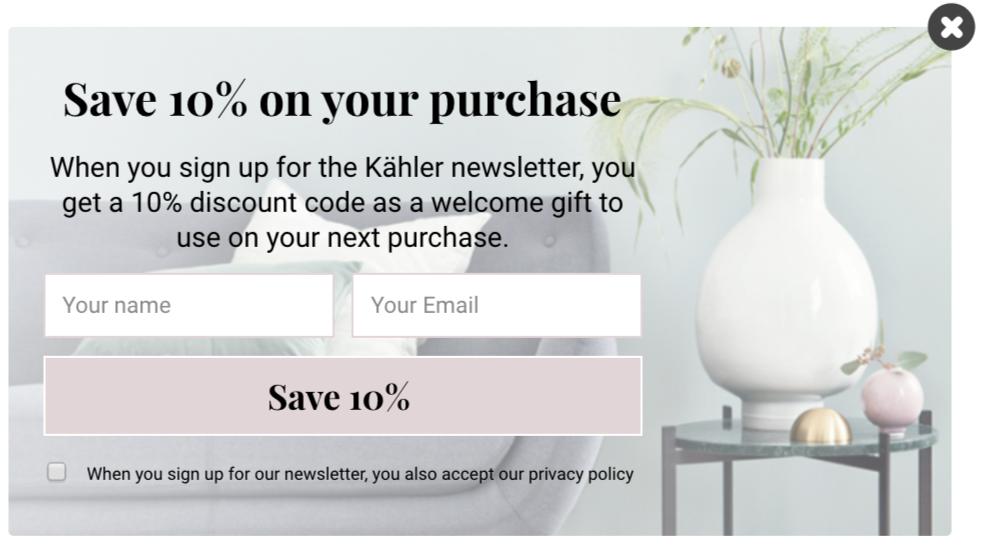 Save 10% on your purchase
When you sign up for the Kähler newsletter, you
get a 10% discount code as a welcome gift to
use on your next purchase.
Your name
Your Email
Save 10%
When you sign up for our newsletter, you also accept our privacy policy